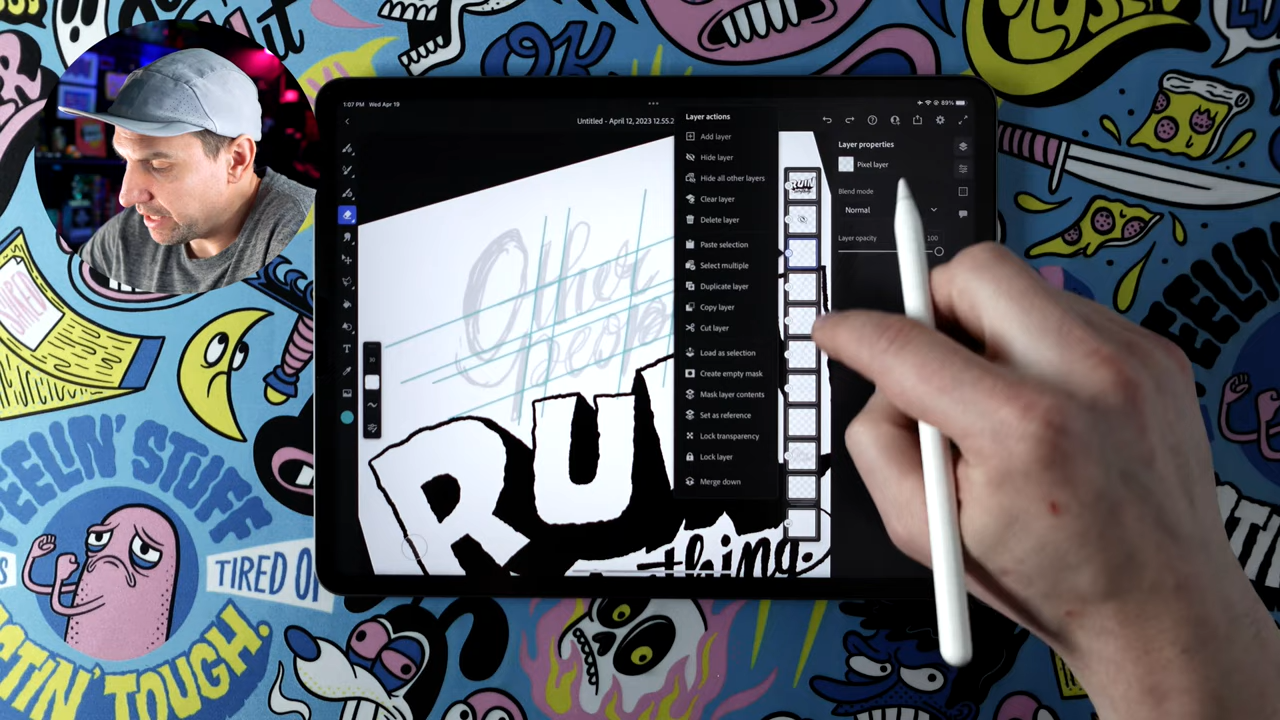 OK
1:07 PM Wed Apr 19
89%
Untitled - April 12, 2023 12.55.2
Layer actions
Add layer
Hide layer
Hide all other layers
Clear layer
Delete layer
Paste selection
Select multiple
Duplicate layer
Copy layer
Cut layer
Load as selection
Create empty mask
Mask layer contents
Set as reference
Lock transparency
Lock layer
Merge down
Layer properties
Pixel layer
Blend mode
Normal
Layer opacity
100
RUIN
Other
people
RU
thing.
FEELIN' STUFF
TIRED OF
ACTIN' TOUGH.